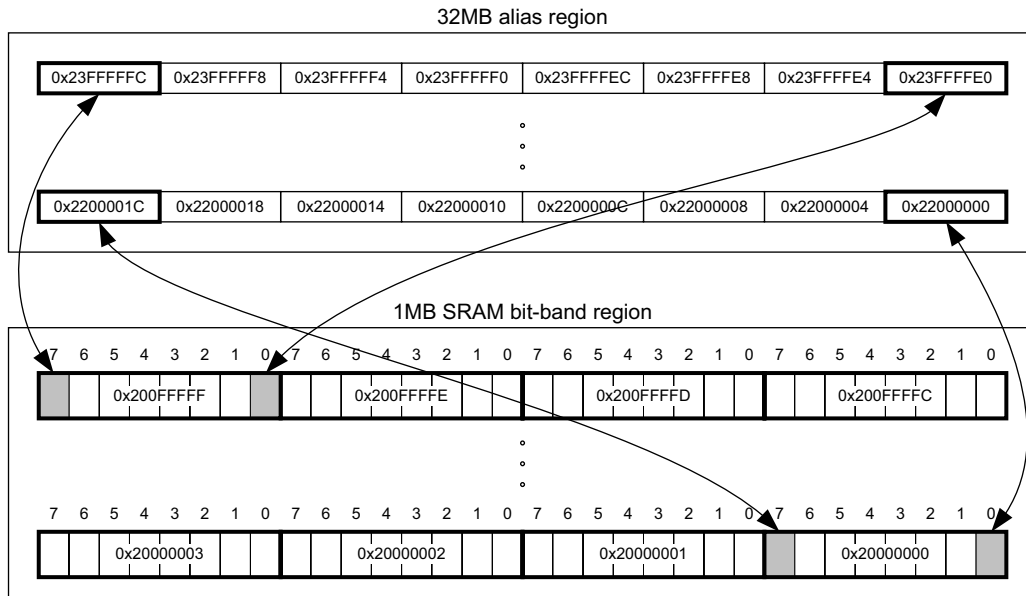 32MB alias region
0x23FFFFFC 0x23FFFFF8 0x23FFFFF4 0x23FFFFF0 0x23FFFFEC 0x23FFFFE8 0x23FFFFE4 0x23FFFFE0
0x2200001C 0x22000018 0x22000014 0x22000010 0x2200000C 0x22000008 0x22000004 0x22000000
1MB SRAM bit-band region
7 6 5 4 3 2 1 0 7 6 5 4 3 2 1 0 7 6 5 4 3 2 1 0 7 6 5 4 3 2 1 0
0x200FFFFF 0x200FFFFE 0x200FFFFD 0x200FFFFC
7 6 5 4 3 2 1 0 7 6 5 4 3 2 1 0 7 6 5 4 3 2 1 0 7 6 5 4 3 2 1 0
0x20000003 0x20000002 0x20000001 0x20000000